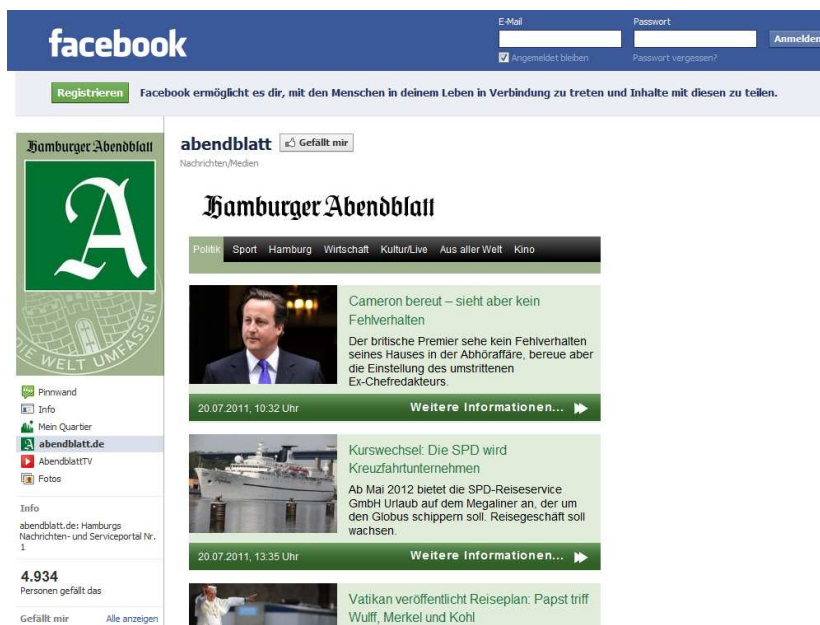 facebook
E-Mail
Passwort
Anmelden
Angemeldet bleiben
Passwort vergessen?
Registrieren
Facebook ermöglicht es dir, mit den Menschen in deinem Leben in Verbindung zu treten und Inhalte mit diesen zu teilen.
Hamburger Abendblatt
A
DIE WELT UMFASSEN
Pinnwand
Info
Mein Quartier
abendblatt.de
AbendblattTV
Fotos
Info
abendblatt.de: Hamburgs
Nachrichten- und Serviceportal Nr.
1
4.934
Personen gefällt das
Gefällt mir
Alle anzeigen
abendblatt
Gefällt mir
Nachrichten/Medien
Hamburger Abendblatt
Politik Sport Hamburg Wirtschaft Kultur/Live Aus aller Welt Kino
Cameron bereut – sieht aber kein
Fehlverhalten
Der britische Premier sehe kein Fehlverhalten
seines Hauses in der Abhöraffäre, bereue aber
die Einstellung des umstrittenen
Ex-Chefredakteurs.
20.07.2011, 10:32 Uhr
Weitere Informationen...
Kurswechsel: Die SPD wird
Kreuzfahrtunternehmen
Ab Mai 2012 bietet die SPD-Reiseservice
GmbH Urlaub auf dem Megaliner an, der um
den Globus schippern soll. Reisegeschäft soll
wachsen.
20.07.2011, 13:35 Uhr
Weitere Informationen...
Vatikan veröffentlicht Reiseplan: Papst triff
Wulff, Merkel und Kohl